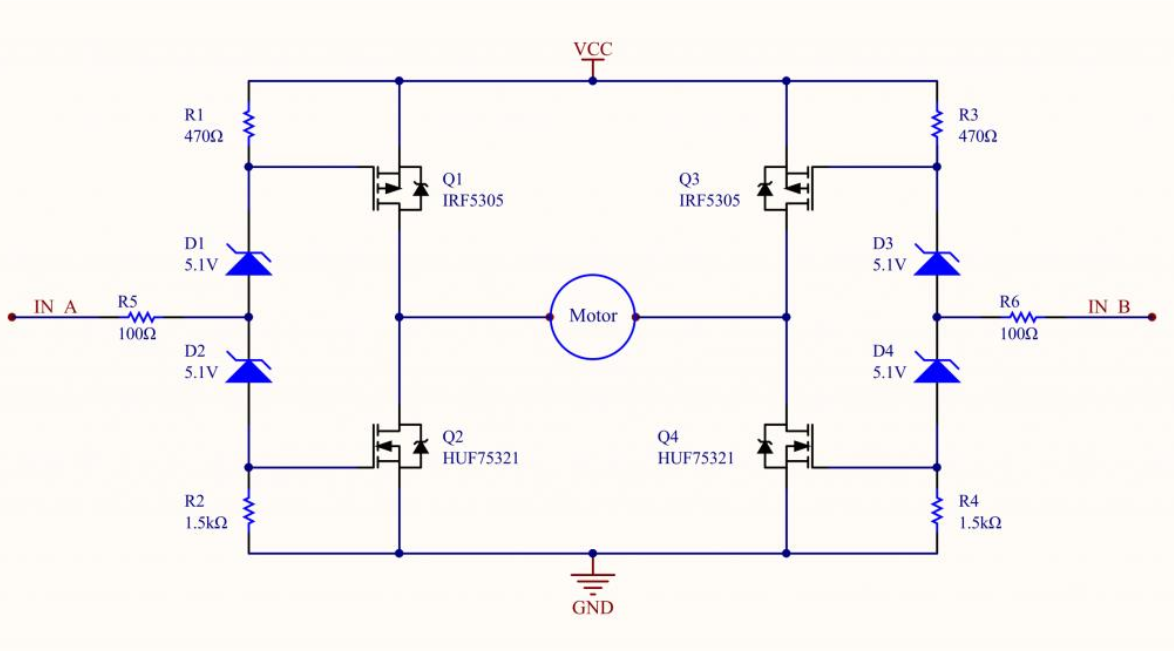 VCC
R1
470Ω
R3
470Ω
Q1
IRF5305
Q3
IRF5305
D1
5.1V
D3
5.1V
IN A
R5
100Ω
Motor
R6
100Ω
IN B
D2
5.1V
D4
5.1V
Q2
HUF75321
Q4
HUF75321
R2
1.5kΩ
R4
1.5kΩ
GND